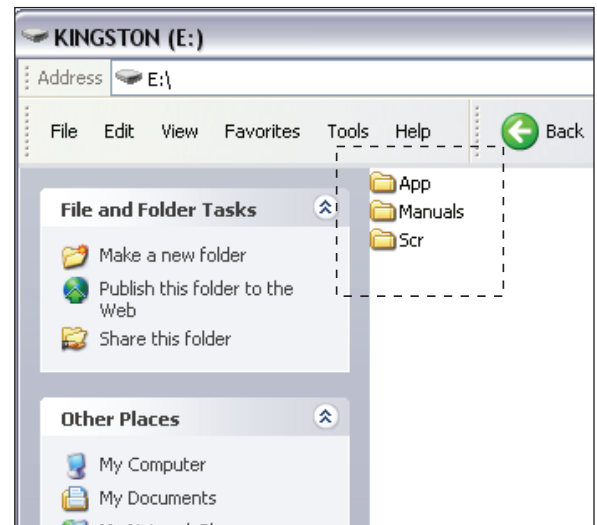 KINGSTON (E:)
Address E:\
File Edit View Favorites Tools Help Back
App
Manuals
Scr
File and Folder Tasks
Make a new folder
Publish this folder to the
Web
Share this folder
Other Places
My Computer
My Documents